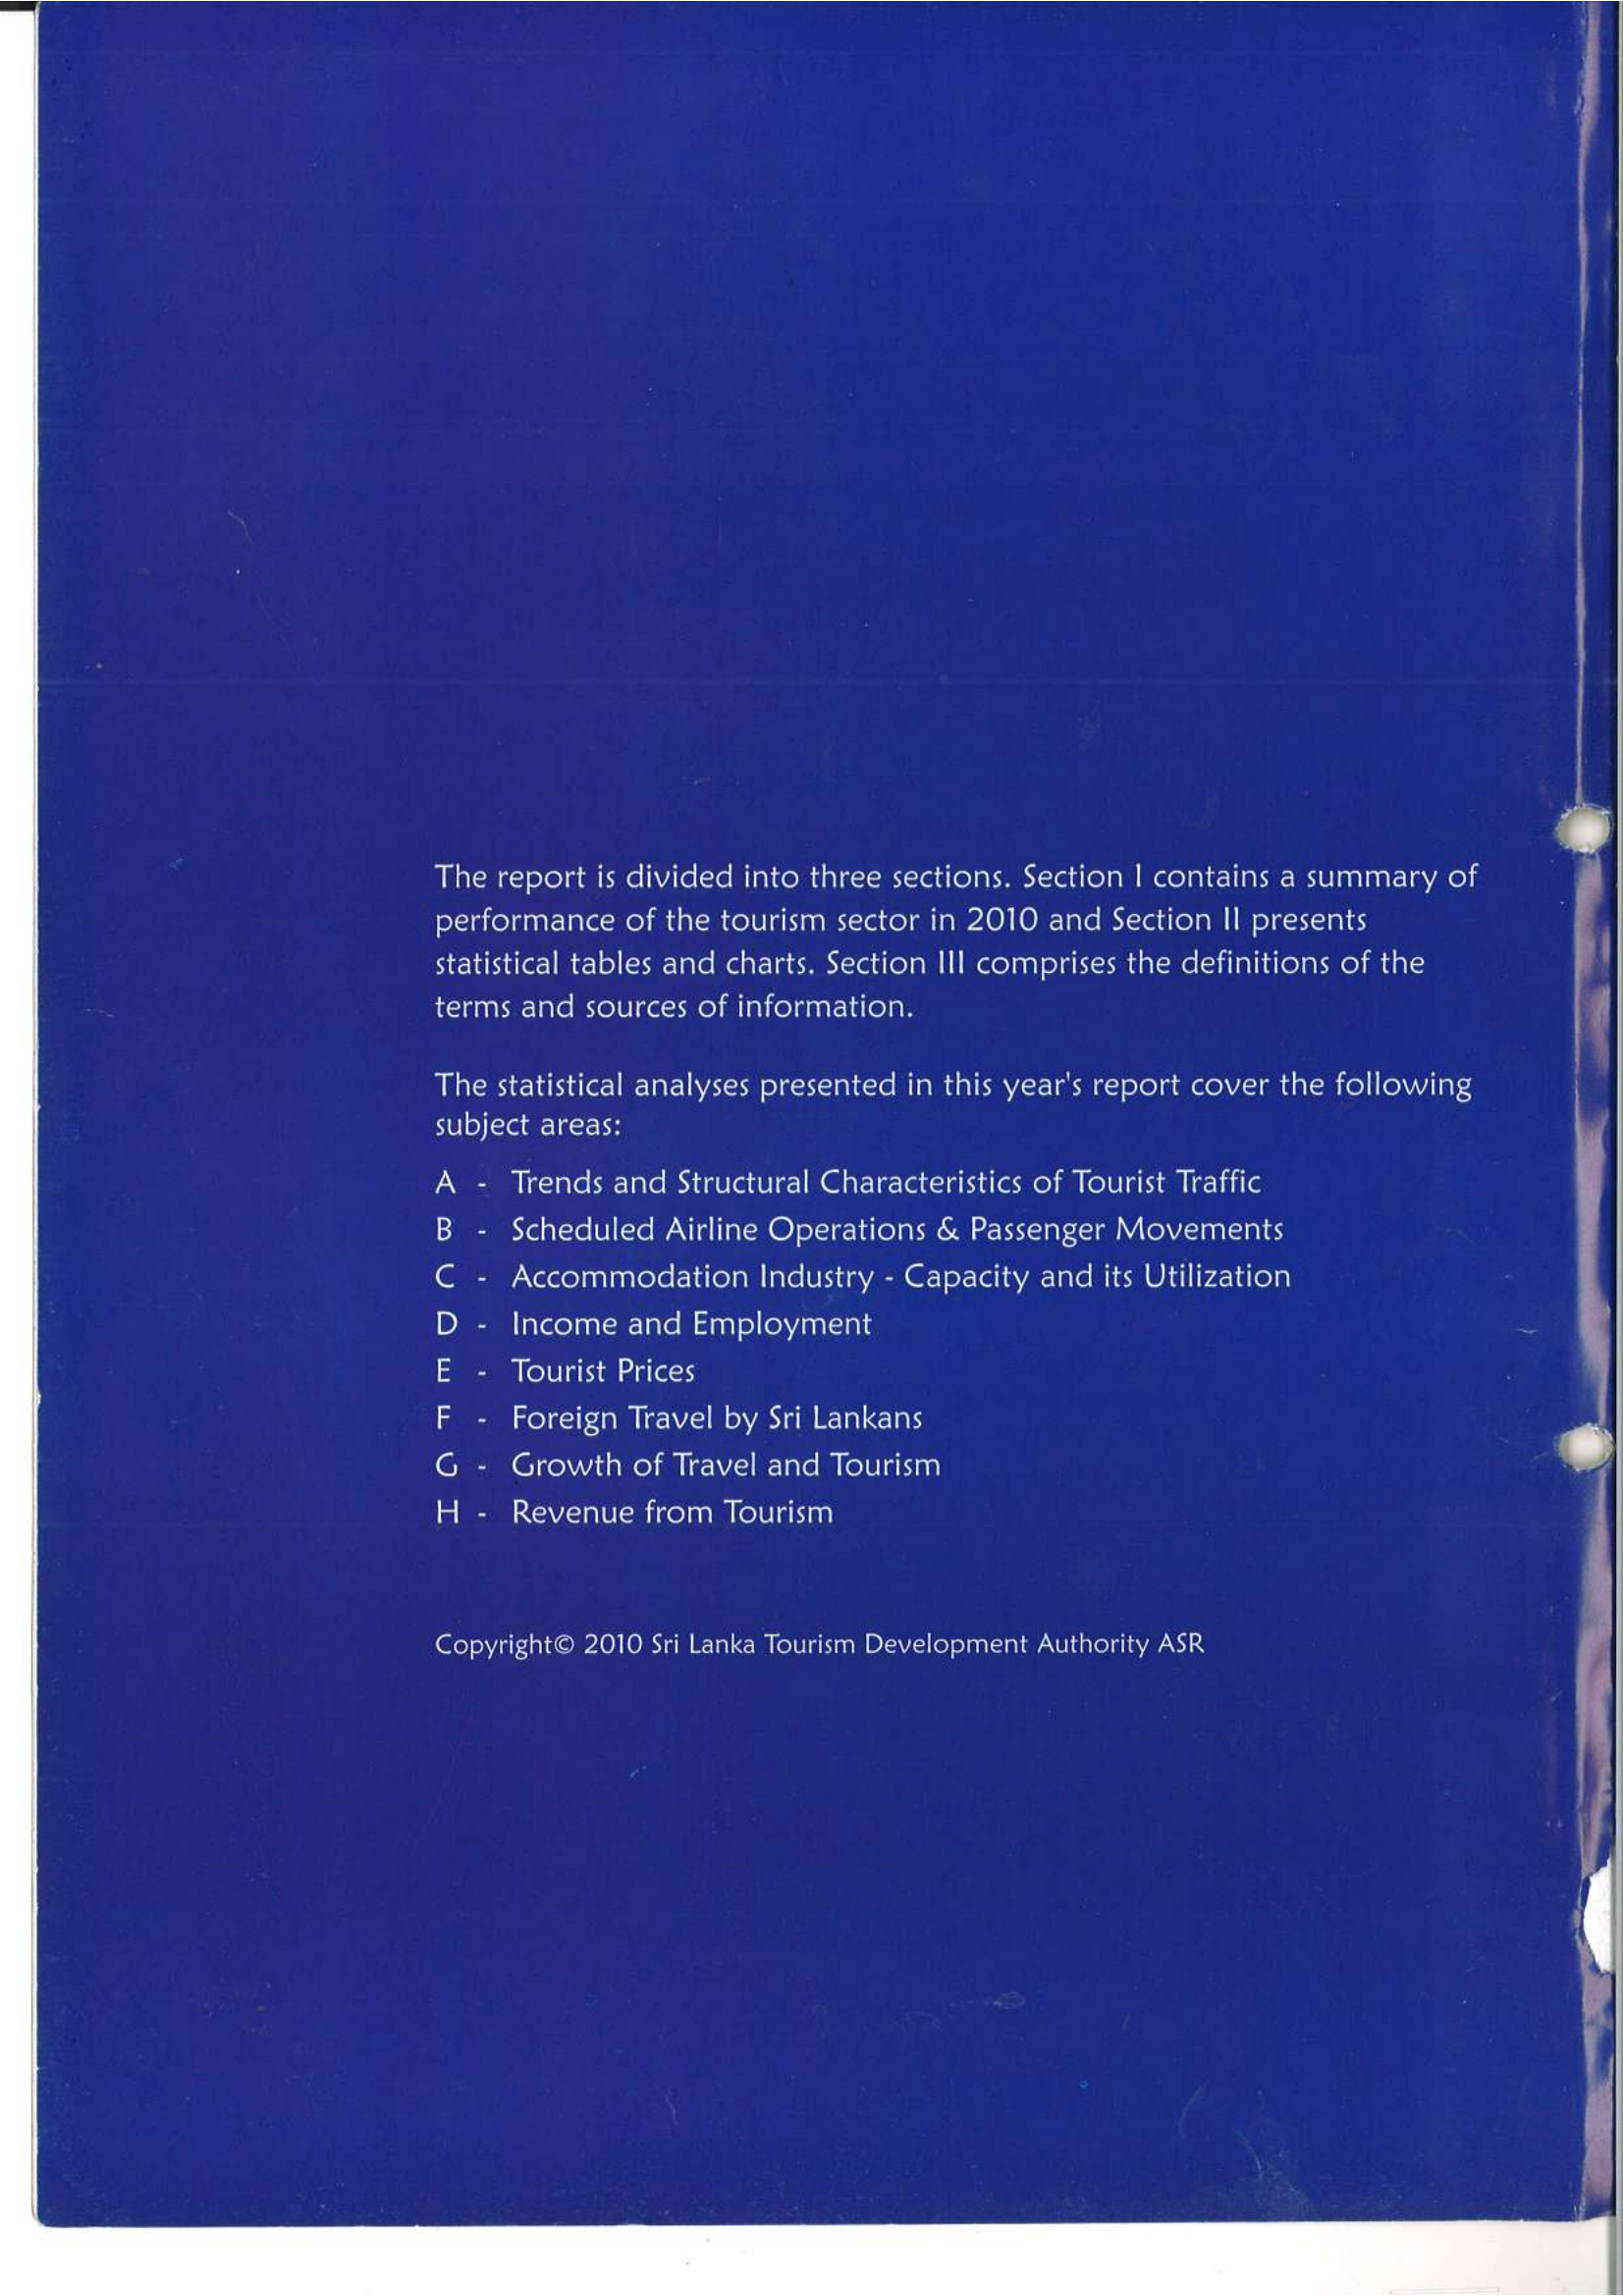 The report is divided into three sections. Section I contains a summary of
performance of the tourism sector in 2010 and Section II presents
statistical tables and charts. Section III comprises the definitions of the
terms and sources of information.
The statistical analyses presented in this year's report cover the following
subject areas:
A - Trends and Structural Characteristics of Tourist Traffic
B - Scheduled Airline Operations & Passenger Movements
C - Accommodation Industry - Capacity and its Utilization
D - Income and Employment
E - Tourist Prices
F - Foreign Travel by Sri Lankans
G - Growth of Travel and Tourism
H - Revenue from Tourism
Copyright© 2010 Sri Lanka Tourism Development Authority ASR